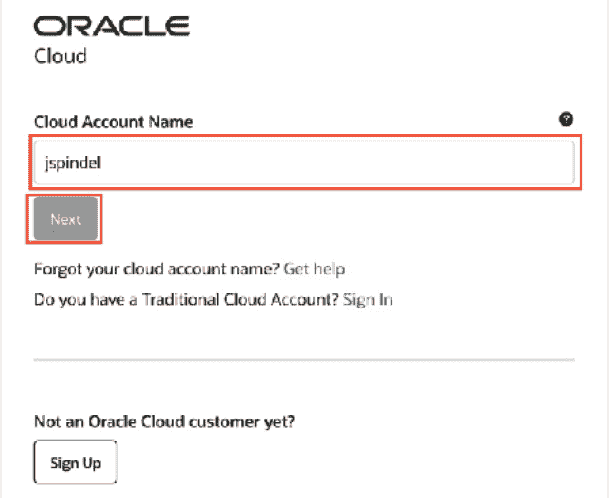 ORACLE
Cloud
Cloud Account Name ?
jspindel
Next
Forgot your cloud account name? Get help
Do you have a Traditional Cloud Account? Sign In
Not an Oracle Cloud customer yet?
Sign Up